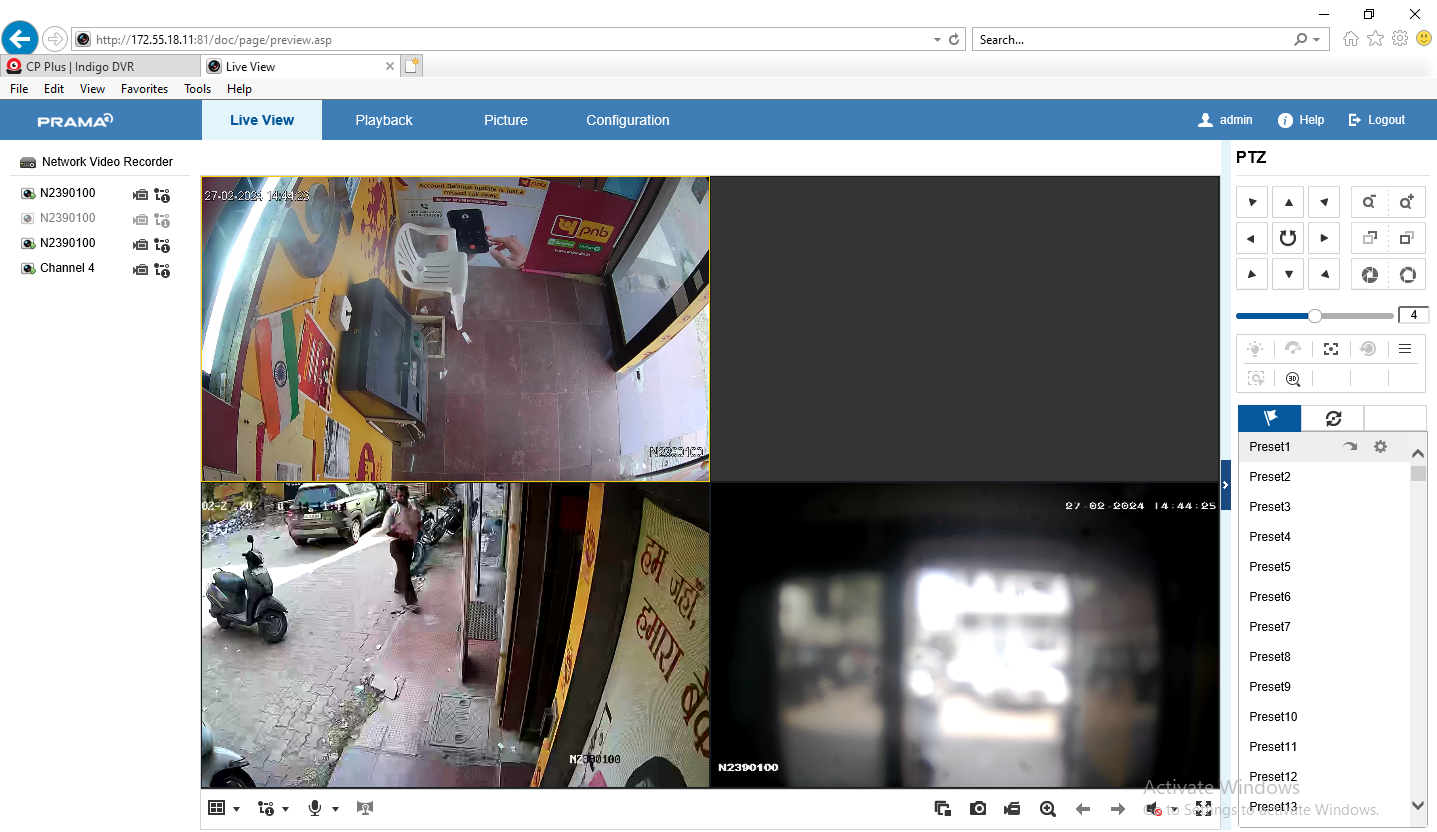 http://172.55.18.11:81/doc/page/preview.asp
Search...
CP Plus | Indigo DVR
Live View
File Edit View Favorites Tools Help
PRAMA
Live View
Playback
Picture
Configuration
admin
Help
Logout
Network Video Recorder
N2390100
N2390100
N2390100
Channel 4
27-02-2024 14:44:23
Account Balance update is just a
missed call away.
pnb
pnb
N2390100
हम जहाँ,
हमारा
N2390100
27-02-2024 14:44:25
N2390100
PTZ
4
3D
Preset1
Preset2
Preset3
Preset4
Preset5
Preset6
Preset7
Preset8
Preset9
Preset10
Preset11
Preset12
Preset13
Activate Windows
Go to Settings to activate Windows.